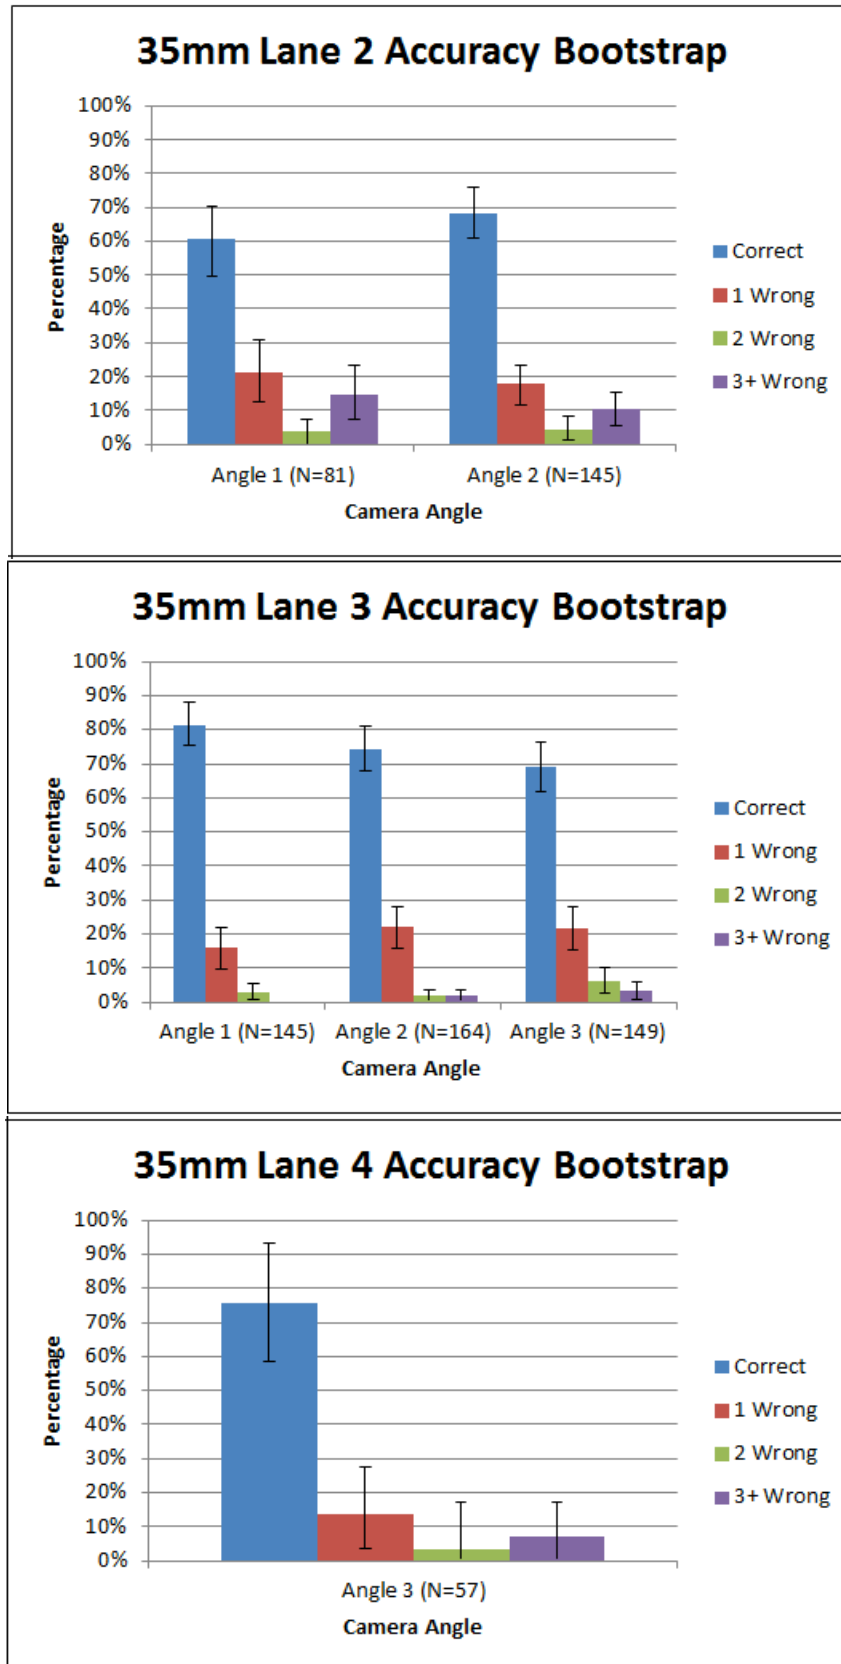 35mm Lane 2 Accuracy Bootstrap
100%
90%
80%
70%
60%
50%
40%
30%
20%
10%
0%
Percentage
Angle 1 (N=81)
Angle 2 (N=145)
Camera Angle
Correct
1 Wrong
2 Wrong
3+ Wrong
35mm Lane 3 Accuracy Bootstrap
100%
90%
80%
70%
60%
50%
40%
30%
20%
10%
0%
Percentage
Angle 1 (N=145)
Angle 2 (N=164)
Angle 3 (N=149)
Camera Angle
Correct
1 Wrong
2 Wrong
3+ Wrong
35mm Lane 4 Accuracy Bootstrap
100%
90%
80%
70%
60%
50%
40%
30%
20%
10%
0%
Percentage
Angle 3 (N=57)
Camera Angle
Correct
1 Wrong
2 Wrong
3+ Wrong